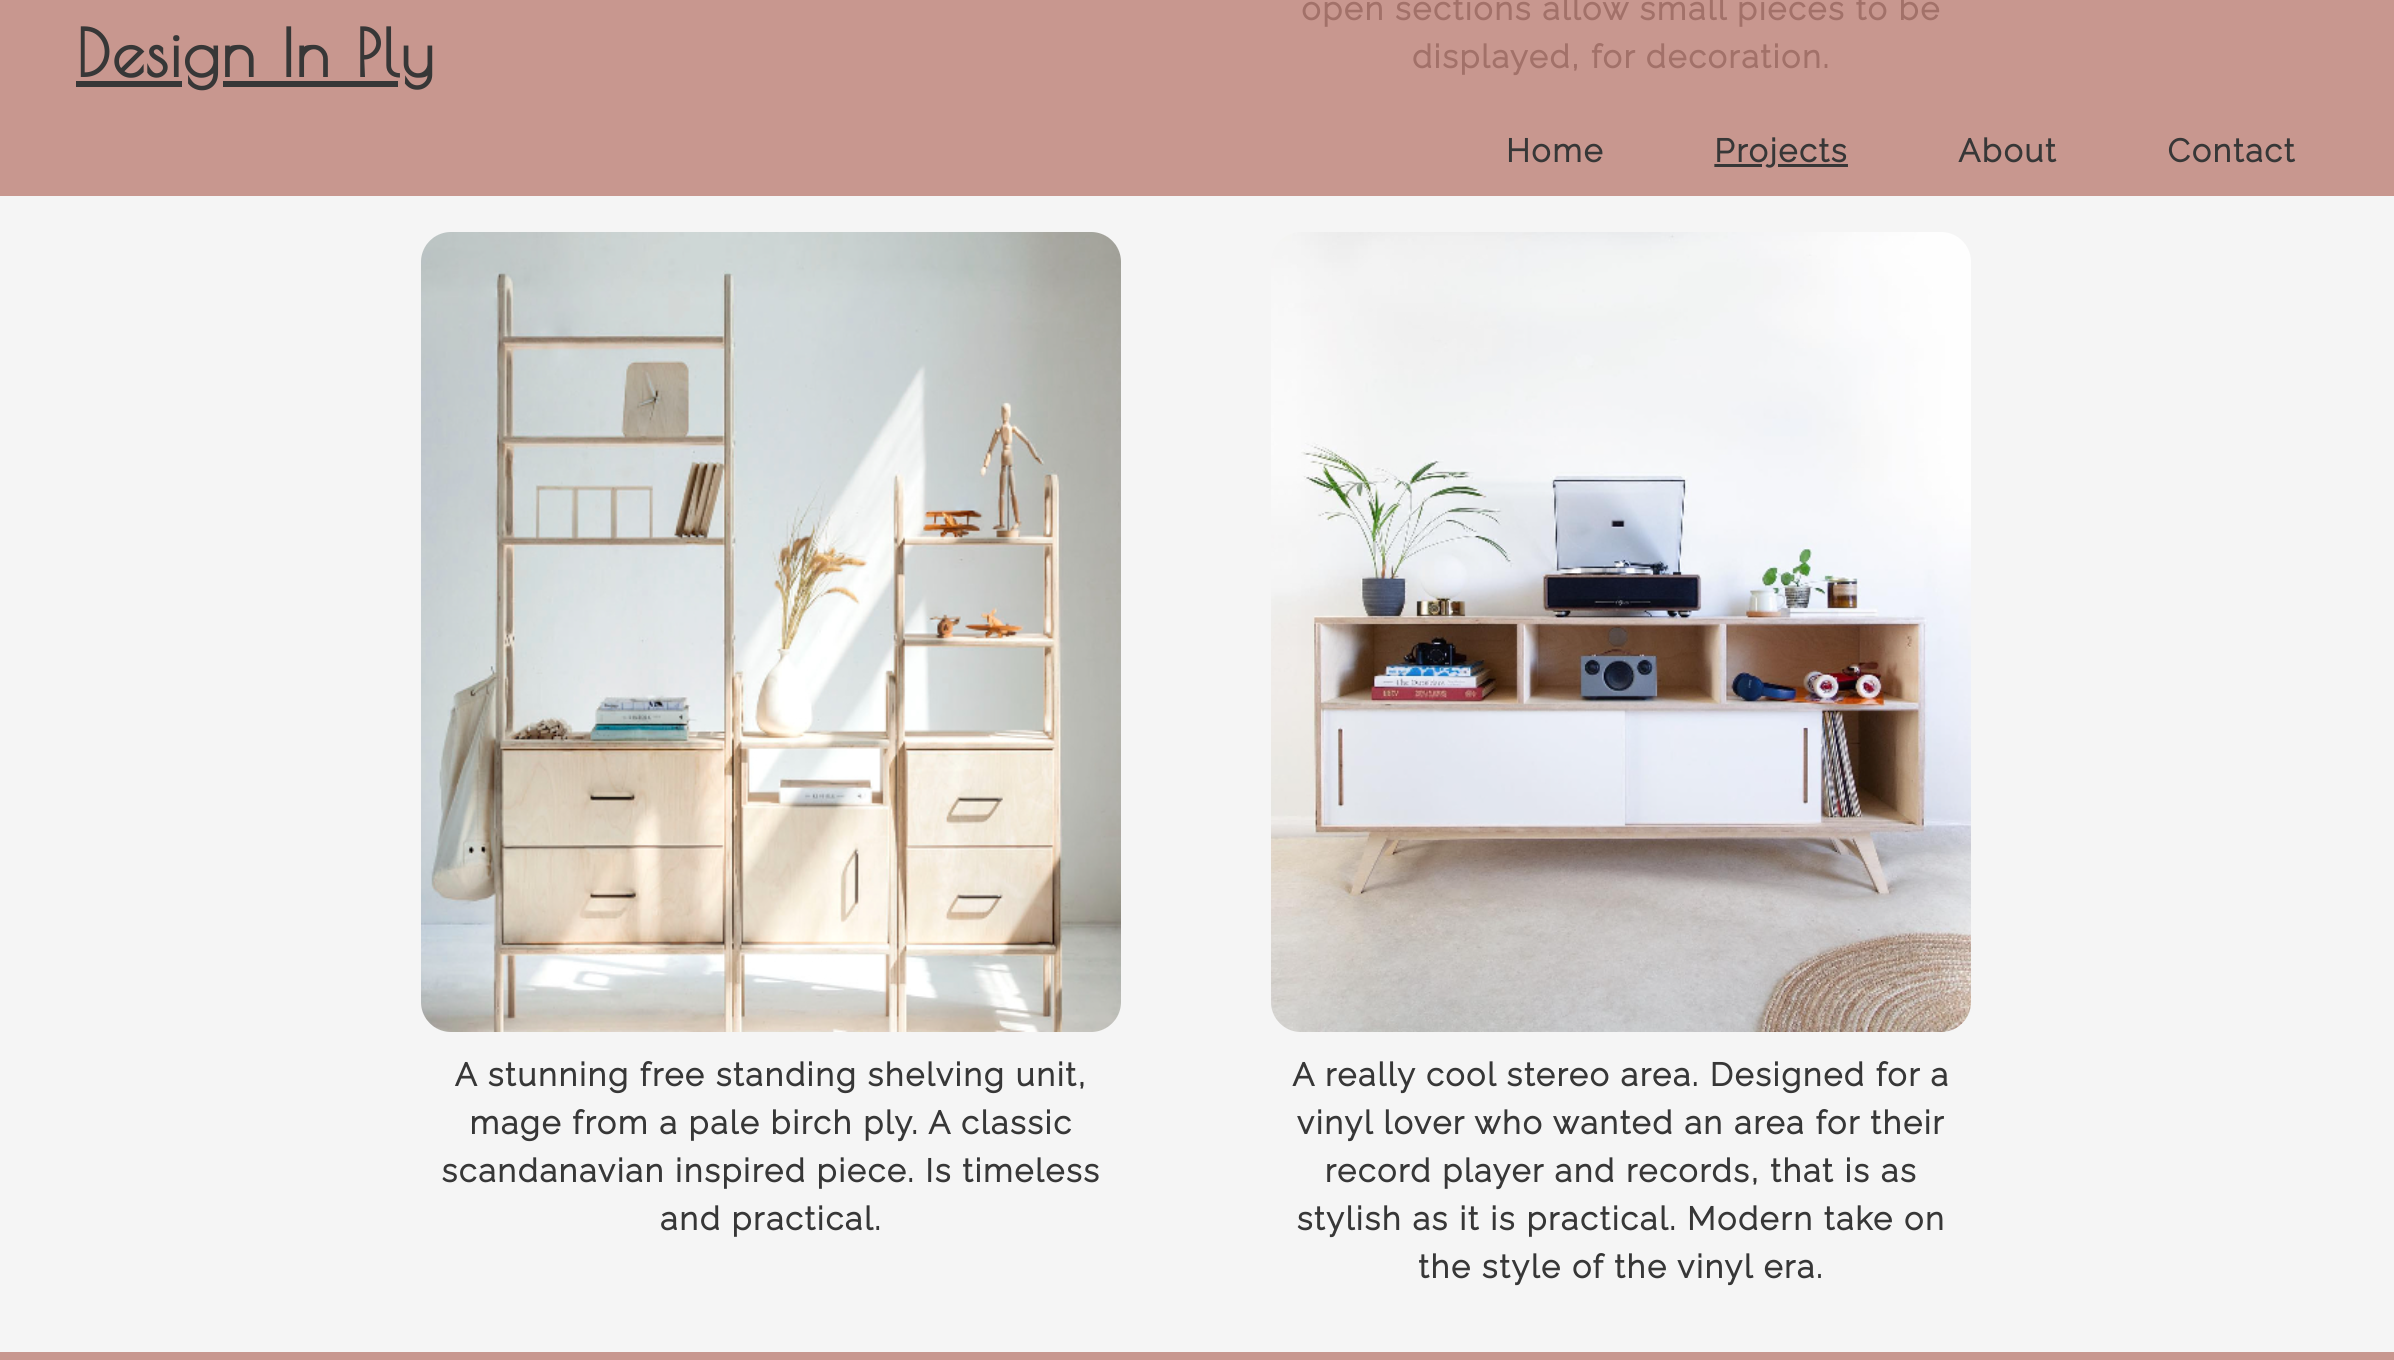 open sections allow small pieces to be
displayed, for decoration.
Design In Ply
Home Projects About Contact
A stunning free standing shelving unit,
mage from a pale birch ply. A classic
scandanavian inspired piece. Is timeless
and practical.
A really cool stereo area. Designed for a
vinyl lover who wanted an area for their
record player and records, that is as
stylish as it is practical. Modern take on
the style of the vinyl era.